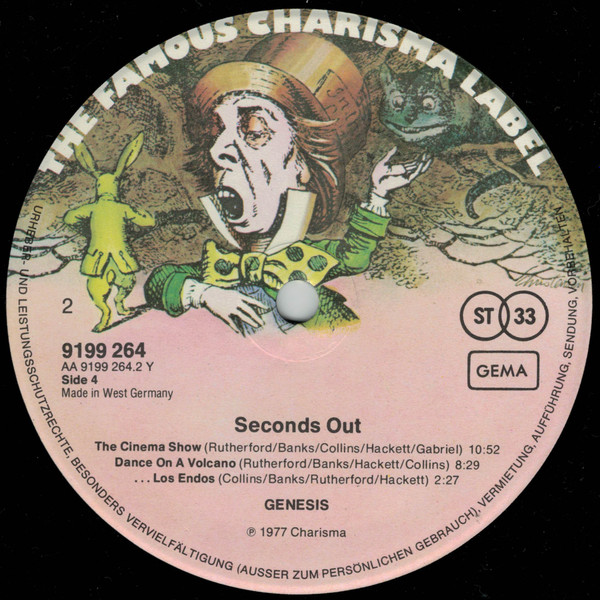 THE FAMOUS CHARISMA LABEL
2
9199 264
AA 9199 264.2 Y
Side 4
Made in West Germany
ST 33
GEMA
Seconds Out
The Cinema Show (Rutherford/Banks/Collins/Hackett/Gabriel) 10:52
Dance On A Volcano (Rutherford/Banks/Hackett/Collins) 8:29
. . . Los Endos (Collins/Banks/Rutherford/Hackett) 2:27
GENESIS
℗ 1977 Charisma
URHEBER- UND LEISTUNGSSCHUTZRECHTE, BESONDERS VERVIELFÄLTIGUNG (AUSSER ZUM PERSÖNLICHEN GEBRAUCH), VERMIETUNG, AUFFÜHRUNG, SENDUNG, VORBEHALTEN